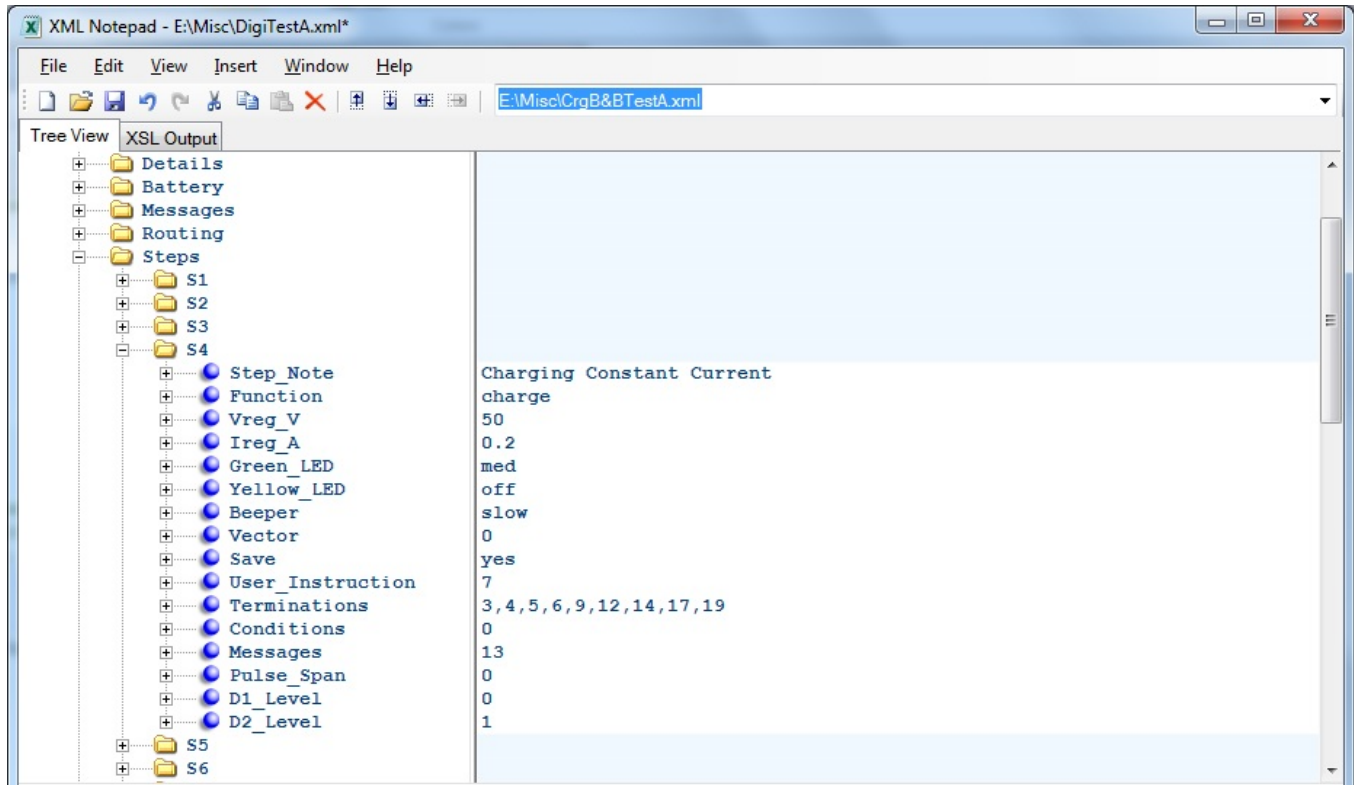 XML Notepad - E:\Misc\DigiTestA.xml*
File Edit View Insert Window Help
E:\Misc\CrgB&BTestA.xml
Tree View XSL Output
Details
Battery
Messages
Routing
Steps
S1
S2
S3
S4
Step_Note Charging Constant Current
Function charge
Vreg_V 50
Ireg_A 0.2
Green_LED med
Yellow_LED off
Beeper slow
Vector 0
Save yes
User_Instruction 7
Terminations 3,4,5,6,9,12,14,17,19
Conditions 0
Messages 13
Pulse_Span 0
D1_Level 0
D2_Level 1
S5
S6